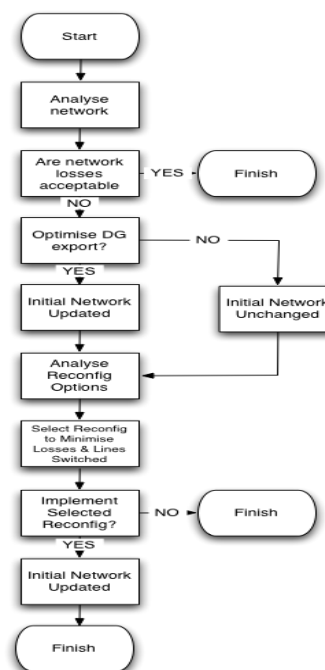 Start
Analyse
network
Are network
losses
acceptable
YES
Finish
NO
Optimise DG
export?
NO
YES
Initial Network
Updated
Initial Network
Unchanged
Analyse
Reconfig
Options
Select Reconfig
to Minimise
Losses & Lines
Switched
Implement
Selected
Reconfig?
NO
Finish
YES
Initial Network
Updated
Finish